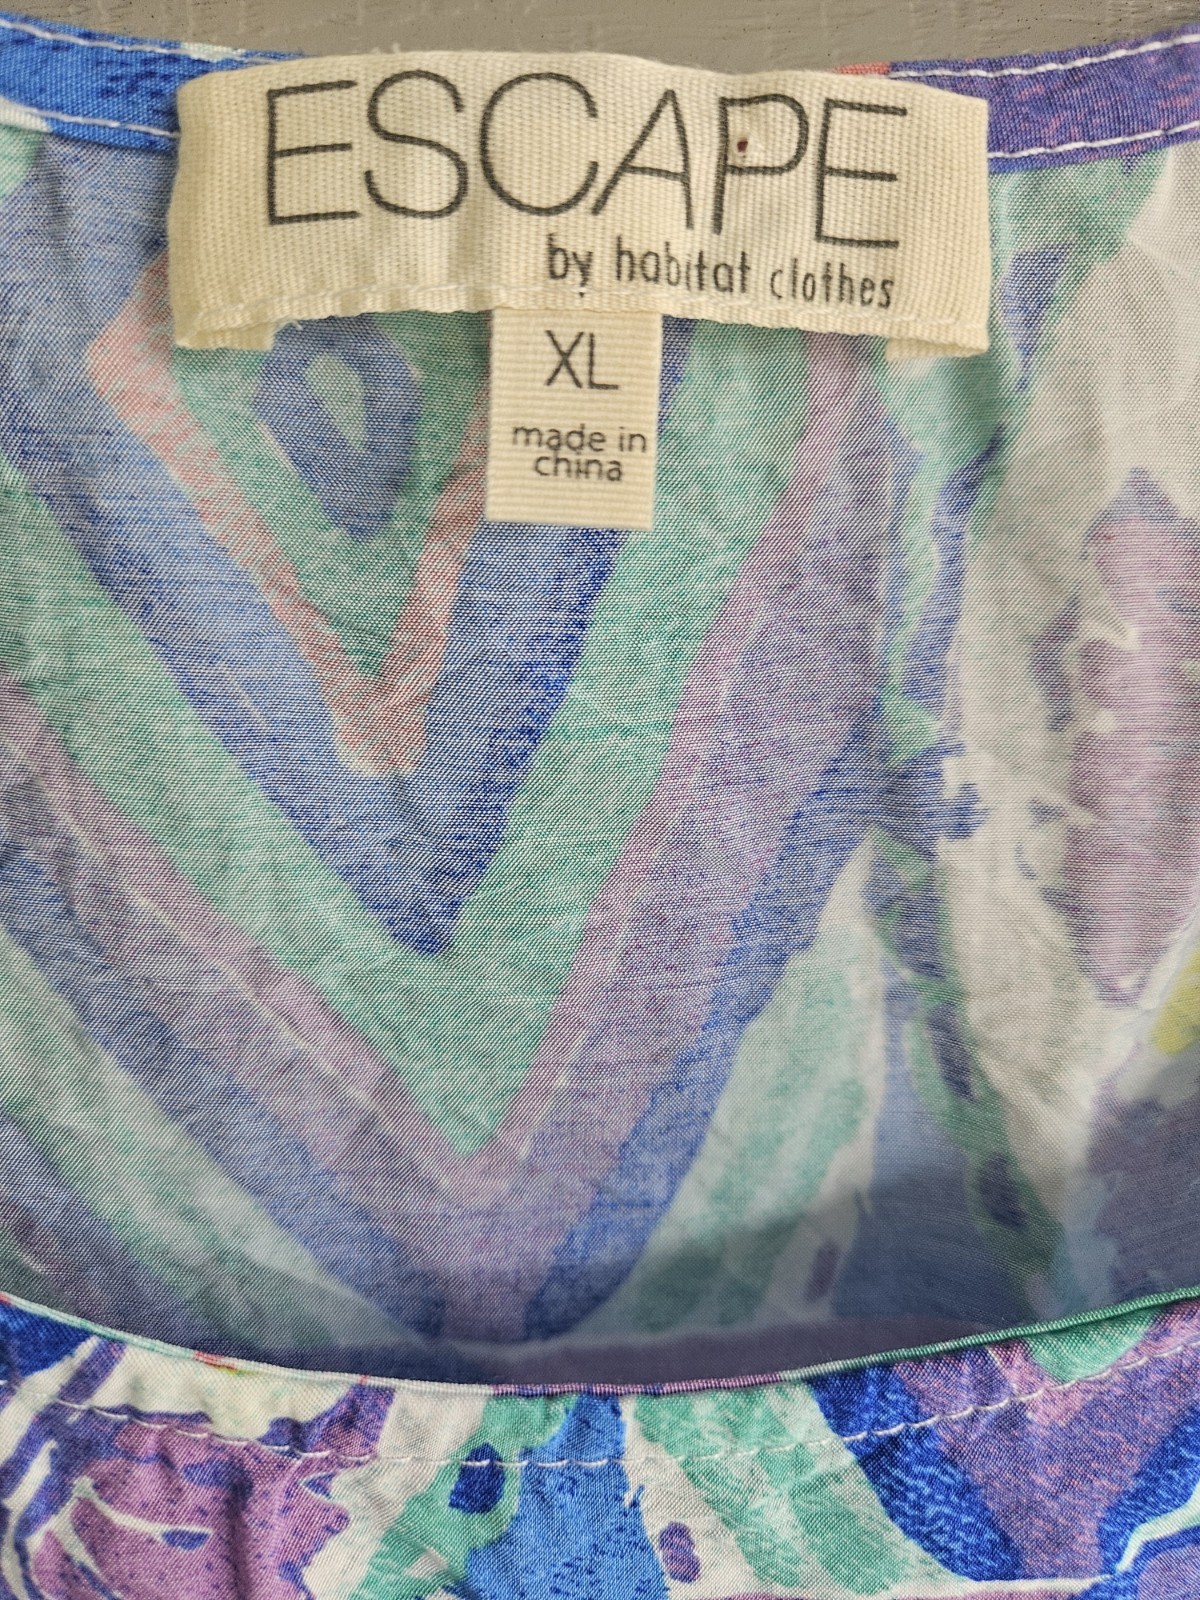 ESCAPE
by habitat clothes
XL
made in
china